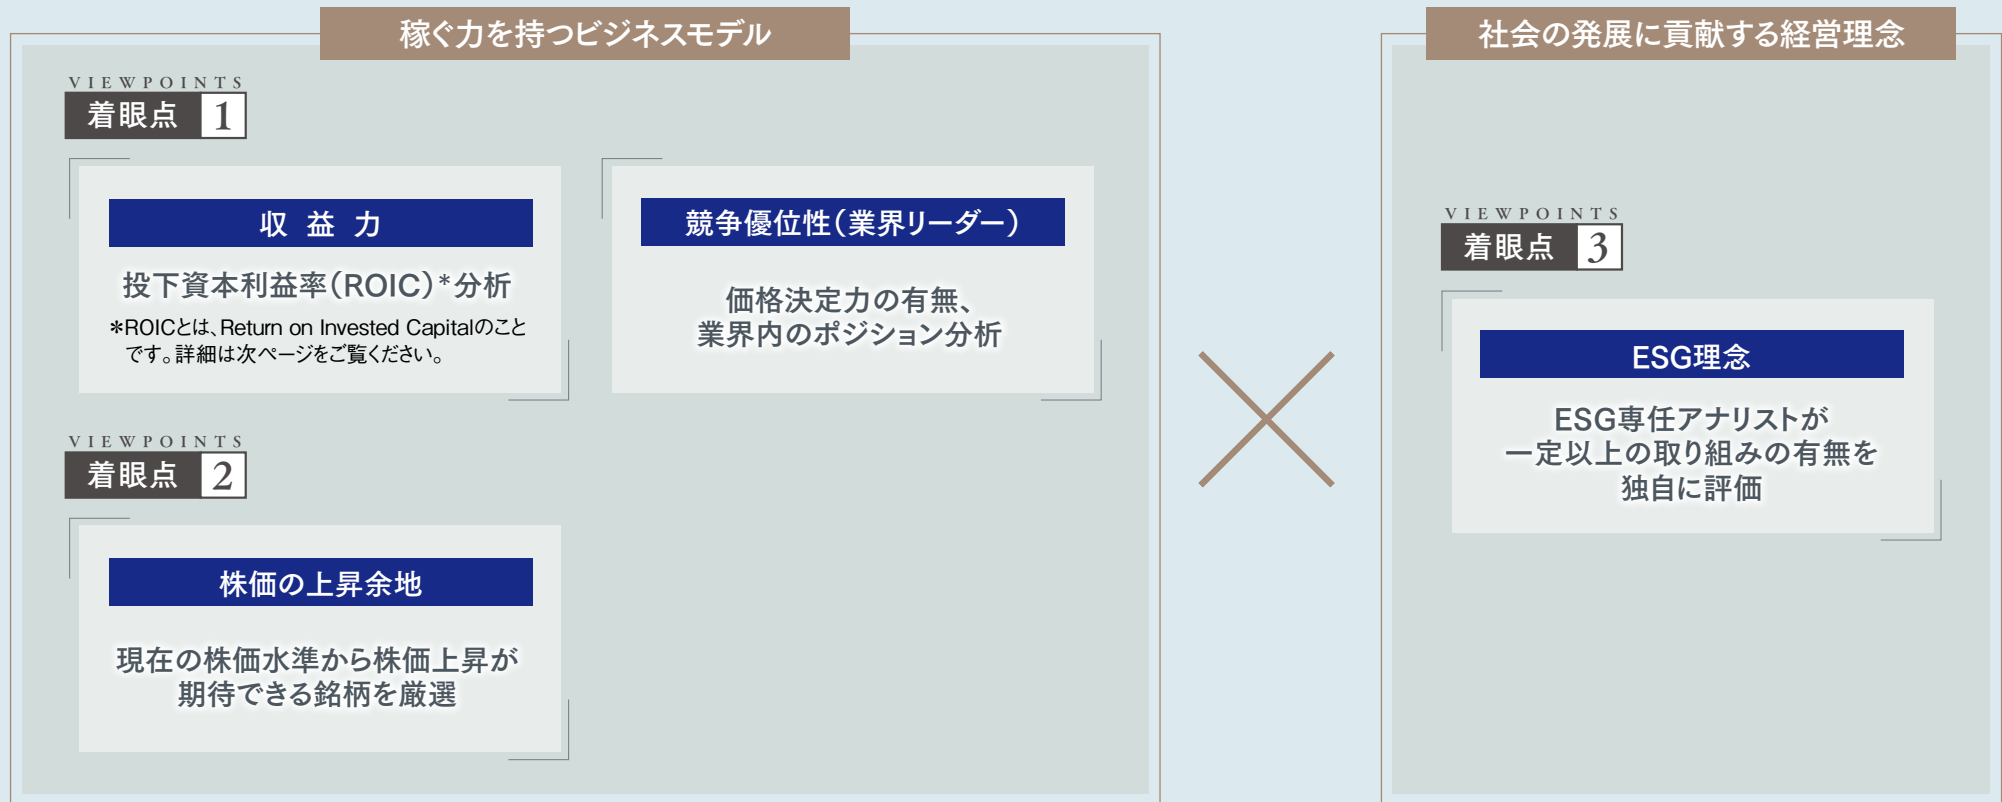 稼ぐ力を持つビジネスモデル
VIEWPOINTS
着眼点 1
収益力
投下資本利益率(ROIC)*分析
*ROICとは、Return on Invested Capitalのこと
です。詳細は次ページをご覧ください。
競争優位性(業界リーダー)
価格決定力の有無、
業界内のポジション分析
VIEWPOINTS
着眼点 2
株価の上昇余地
現在の株価水準から株価上昇が
期待できる銘柄を厳選
社会の発展に貢献する経営理念
VIEWPOINTS
着眼点 3
ESG理念
ESG専任アナリストが
一定以上の取り組みの有無を
独自に評価